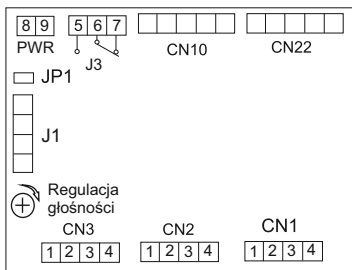 8 9 5 6 7
PWR J3 CN10 CN22
JP1
J1
Regulacja
głośności
CN3 CN2 CN1
1 2 3 4 1 2 3 4 1 2 3 4